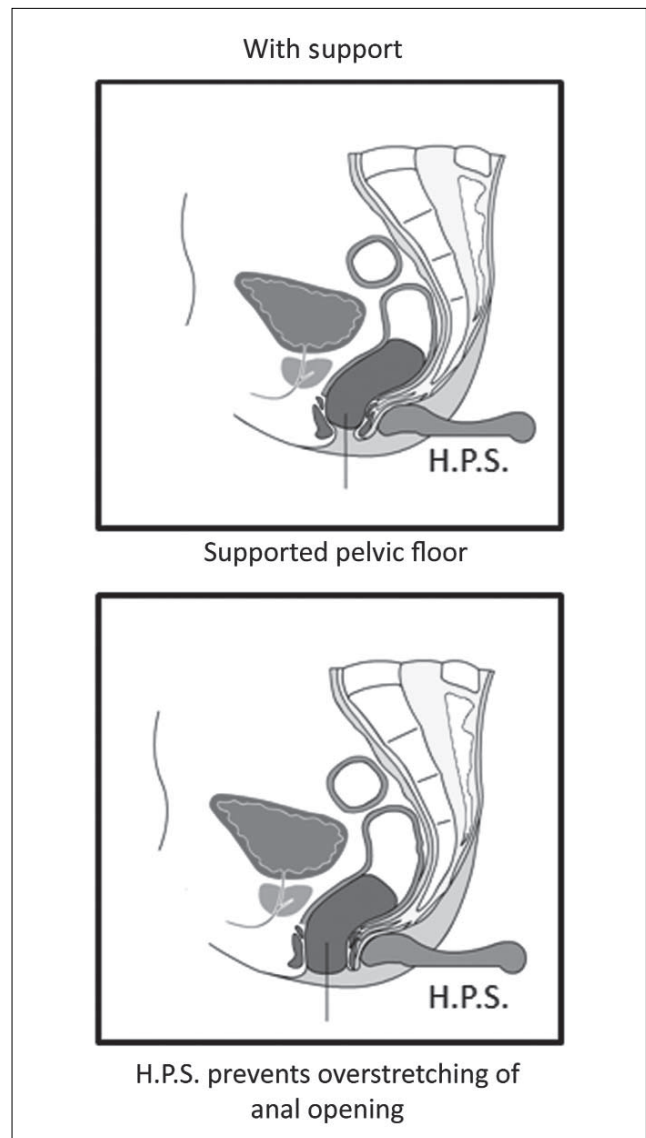 With support
H.P.S.
Supported pelvic floor
H.P.S.
H.P.S. prevents overstretching of
anal opening